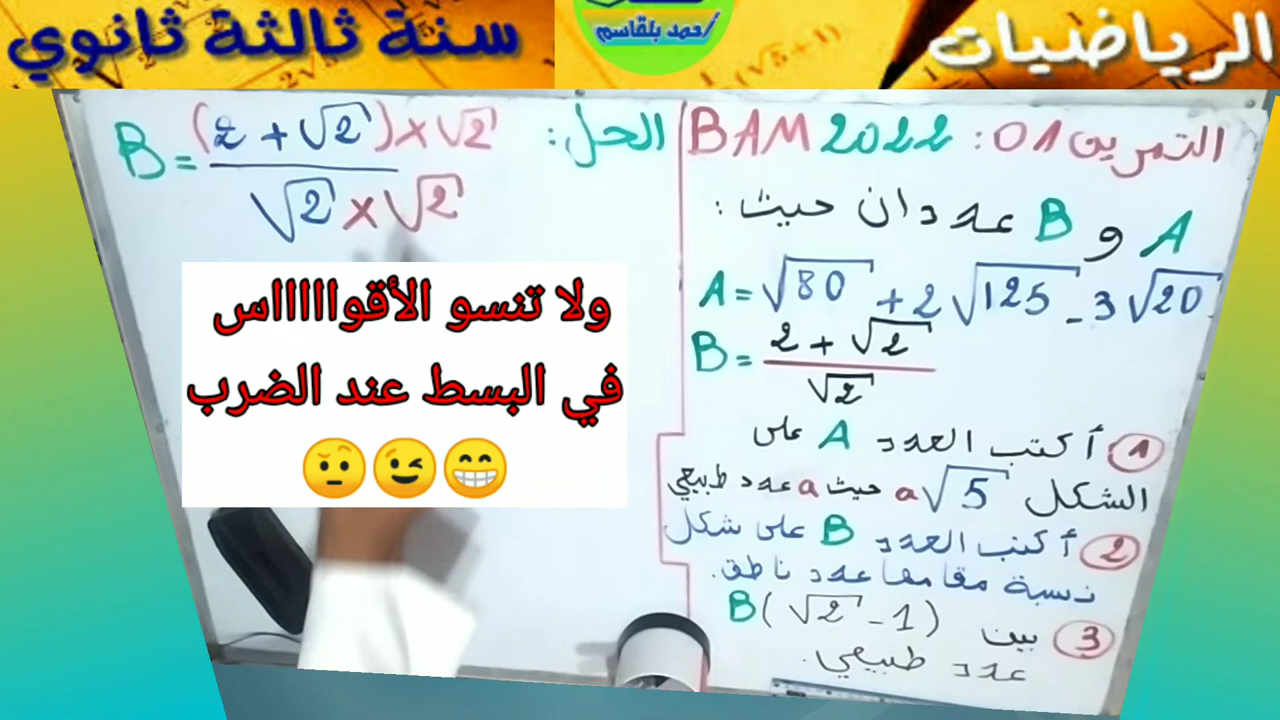 الرياضيات
أحمد بلقاسم
سنة ثالثة ثانوي
التمرين 01: BAM 2022
A و B عددان حيث:
A = √80 + 2√125 - 3√20
B = (2 + √2)/√2
① أكتب العدد A على
الشكل a√5 حيث a عدد طبيعي
② أكتب العدد B على شكل
نسبة مقامها عدد ناطق.
③ بين B(√2 - 1)
عدد طبيعي.
الحل:
B = (2 + √2) × √2
√2 × √2
ولا تنسو الأقواااااس
في البسط عند الضرب
🤨😉😁